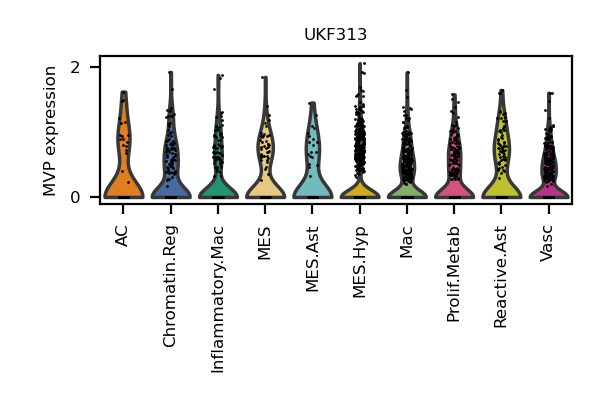 UKF313
MVP expression
2
0
AC
Chromatin.Reg
Inflammatory.Mac
MES
MES.Ast
MES.Hyp
Mac
Prolif.Metab
Reactive.Ast
Vasc